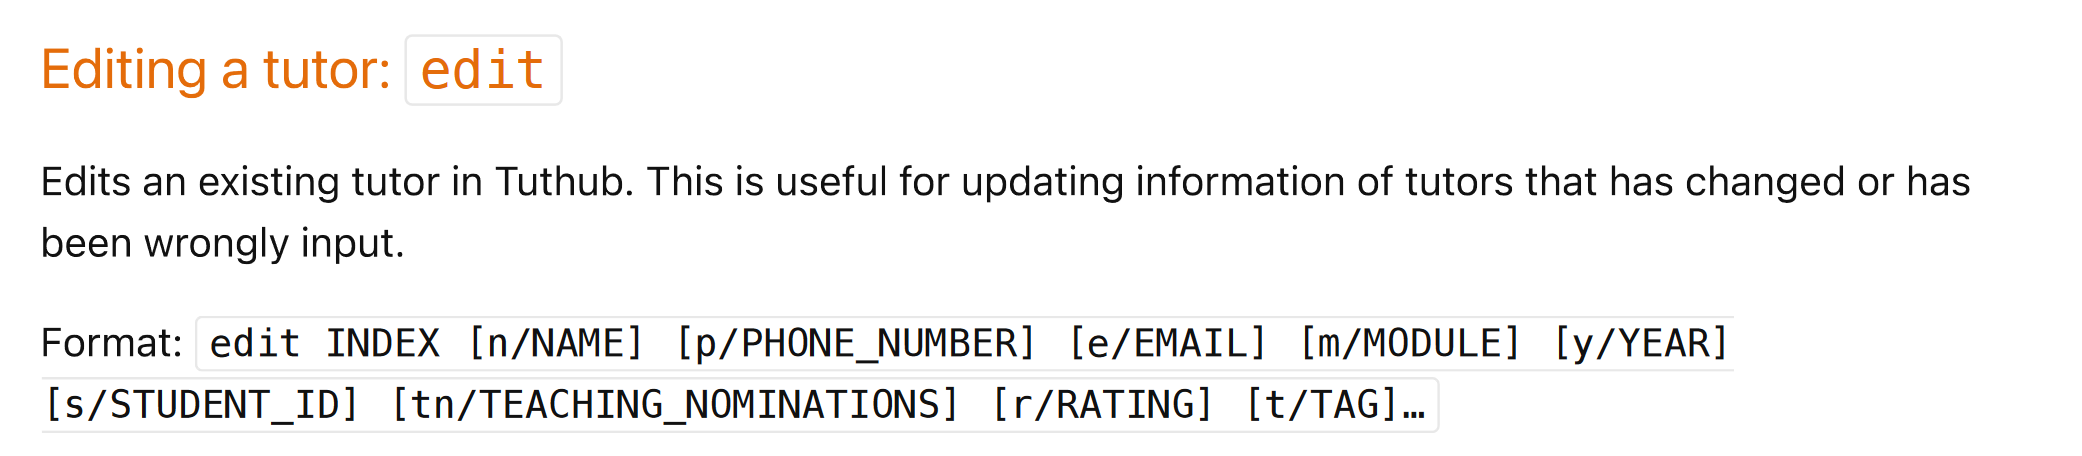 Editing a tutor: edit
Edits an existing tutor in Tuthub. This is useful for updating information of tutors that has changed or has
been wrongly input.
Format: edit INDEX [n/NAME] [p/PHONE_NUMBER] [e/EMAIL] [m/MODULE] [y/YEAR]
[s/STUDENT_ID] [tn/TEACHING_NOMINATIONS] [r/RATING] [t/TAG]…